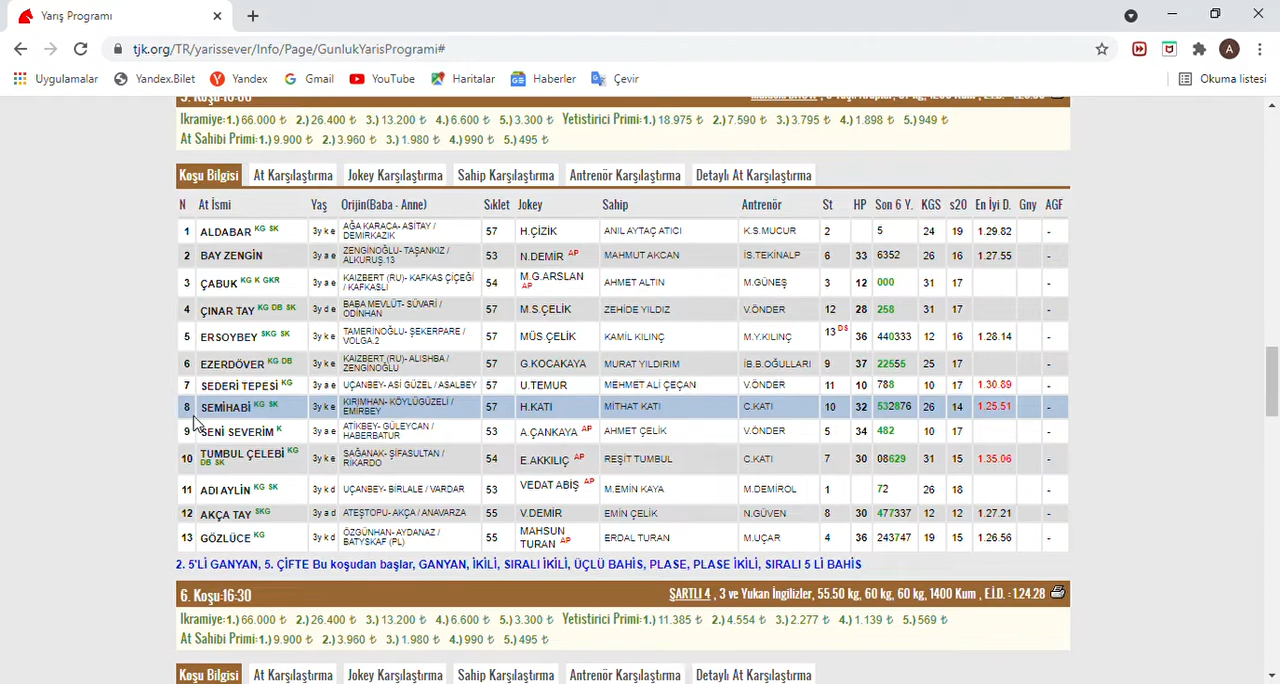 Yarış Programı
tjk.org/TR/yarissever/Info/Page/GunlukYarisProgrami#
A
Uygulamalar Yandex.Bilet Yandex Gmail YouTube Haritalar Haberler Çevir Okuma listesi
İkramiye:1.) 66.000 ₺ 2.) 26.400 ₺ 3.) 13.200 ₺ 4.) 6.600 ₺ 5.) 3.300 ₺ Yetistirici Primi:1.) 18.975 ₺ 2.) 7.590 ₺ 3.) 3.795 ₺ 4.) 1.898 ₺ 5.) 949 ₺
At Sahibi Primi:1.) 9.900 ₺ 2.) 3.960 ₺ 3.) 1.980 ₺ 4.) 990 ₺ 5.) 495 ₺
Koşu Bilgisi At Karşılaştırma Jokey Karşılaştırma Sahip Karşılaştırma Antrenör Karşılaştırma Detaylı At Karşılaştırma
N At İsmi Yaş Orijin(Baba - Anne) Sıklet Jokey Sahip Antrenör St HP Son 6 Y. KGS s20 En İyi D. Gny AGF
1 ALDABAR KG SK 3y k e AĞA KARACA- ASITAY / DEMİRKAZIK 57 H.ÇİZİK ANIL AYTAÇ ATICI K.S.MUCUR 2 5 24 19 1.29.82 -
2 BAY ZENGİN 3y a e ZENGİNOĞLU- TAŞANKIZ / ALKURUŞ.13 53 N.DEMİR AP MAHMUT AKCAN İS.TEKİNALP 6 33 6352 26 16 1.27.55 -
3 ÇABUK KG K GKR 3y a e KAIZBERT (RU)- KAFKAS ÇİÇEĞİ / KAFKASLI 54 M.G.ARSLAN AP AHMET ALTIN M.GÜNEŞ 3 12 000 31 17 -
4 ÇINAR TAY KG DB SK 3y d e BABA MEVLÜT- SÜVARİ / ODİNHAN 57 M.S.ÇELİK ZEHİDE YILDIZ V.ÖNDER 12 28 258 31 17 -
5 ERSOYBEY SKG SK 3y k e TAMERİNOĞLU- ŞEKERPARE / VOLGA.2 57 MÜS.ÇELİK KAMİL KILINÇ M.Y.KILINÇ 13 DS 36 440333 12 16 1.28.14 -
6 EZERDÖVER KG DB 3y k e KAIZBERT (RU)- ALISHBA / ZENGİNOĞLU 57 G.KOCAKAYA MURAT YILDIRIM İB.B.OĞULLARI 9 37 22555 25 17 -
7 SEDERİ TEPESİ KG 3y a e UÇANBEY- ASİ GÜZEL / ASALBEY 57 U.TEMUR MEHMET ALİ ÇEÇAN V.ÖNDER 11 10 788 10 17 1.30.89 -
8 SEMİHABİ KG SK 3y k e KIRIMHAN- KÖYLÜGÜZELİ / EMİRBEY 57 H.KATI MİTHAT KATI C.KATI 10 32 532876 26 14 1.25.51 -
9 SENİ SEVERİM K 3y a e ATİKBEY- GÜLEYCAN / HABERBATUR 53 A.ÇANKAYA AP AHMET ÇELİK V.ÖNDER 5 34 482 10 17 -
10 TUMBUL ÇELEBİ KG DB SK 3y k e SAĞANAK- ŞİFASULTAN / RİKARDO 54 E.AKKILIÇ AP REŞİT TUMBUL C.KATI 7 30 08629 31 15 1.35.06 -
11 ADI AYLİN KG SK 3y k d UÇANBEY- BİRLALE / VARDAR 53 VEDAT ABİŞ AP M.EMİN KAYA M.DEMİROL 1 72 26 18 -
12 AKÇA TAY SKG 3y a d ATEŞTOPU- AKÇA / ANAVARZA 55 V.DEMİR EMİN ÇELİK N.GÜVEN 8 30 477337 12 12 1.27.21 -
13 GÖZLÜCE KG 3y k d ÖZGÜNHAN- AYDANAZ / BATYSKAF (PL) 55 MAHSUN TURAN AP ERDAL TURAN M.UÇAR 4 36 243747 19 15 1.26.56 -
2. 5'Lİ GANYAN, 5. ÇİFTE Bu koşudan başlar, GANYAN, İKİLİ, SIRALI İKİLİ, ÜÇLÜ BAHİS, PLASE, PLASE İKİLİ, SIRALI 5 Lİ BAHİS
6. Koşu:16:30 ŞARTLI 4 , 3 ve Yukarı İngilizler, 55.50 kg, 60 kg, 60 kg, 1400 Kum , E.İ.D. :-1.24.28
İkramiye:1.) 66.000 ₺ 2.) 26.400 ₺ 3.) 13.200 ₺ 4.) 6.600 ₺ 5.) 3.300 ₺ Yetistirici Primi:1.) 11.385 ₺ 2.) 4.554 ₺ 3.) 2.277 ₺ 4.) 1.139 ₺ 5.) 569 ₺
At Sahibi Primi:1.) 9.900 ₺ 2.) 3.960 ₺ 3.) 1.980 ₺ 4.) 990 ₺ 5.) 495 ₺
Koşu Bilgisi At Karşılaştırma Jokey Karşılaştırma Sahip Karşılaştırma Antrenör Karşılaştırma Detaylı At Karşılaştırma